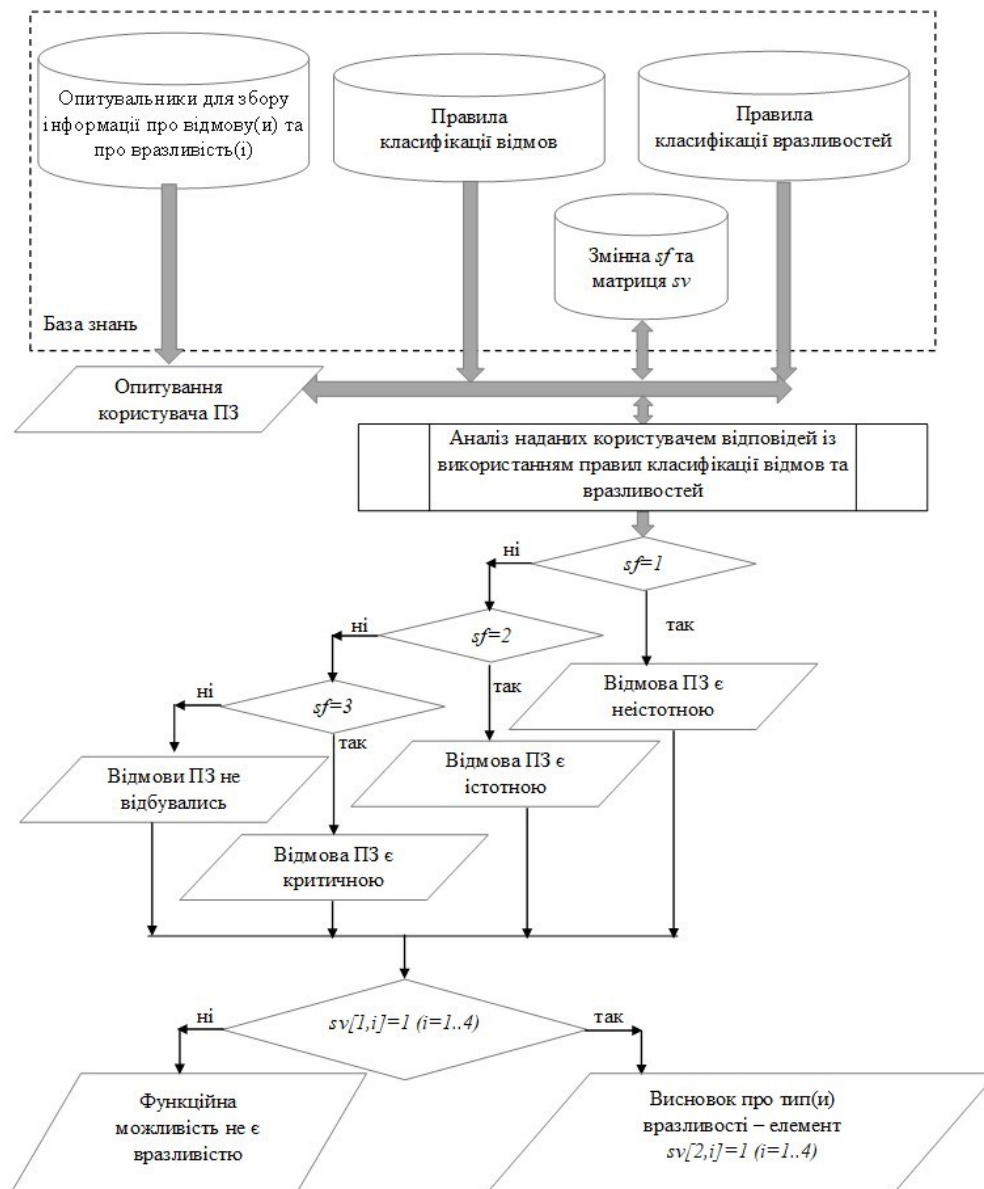 Опитувальники для збору
інформації про відмову(и) та
про вразливість(і)
Правила
класифікації відмов
Правила
класифікації вразливостей
Змінна sf та
матриця sv
База знань
Опитування
користувача ПЗ
Аналіз наданих користувачем відповідей із
використанням правил класифікації відмов та
вразливостей
ні
sf=1
так
ні
sf=2
так
ні
sf=3
так
Відмова ПЗ є
неістотною
Відмова ПЗ є
істотною
Відмови ПЗ не
відбувались
Відмова ПЗ є
критичною
ні
sv[1,i]=1 (i=1..4)
так
Функційна
можливість не є
вразливістю
Висновок про тип(и)
вразливості – елемент
sv[2,i]=1 (i=1..4)